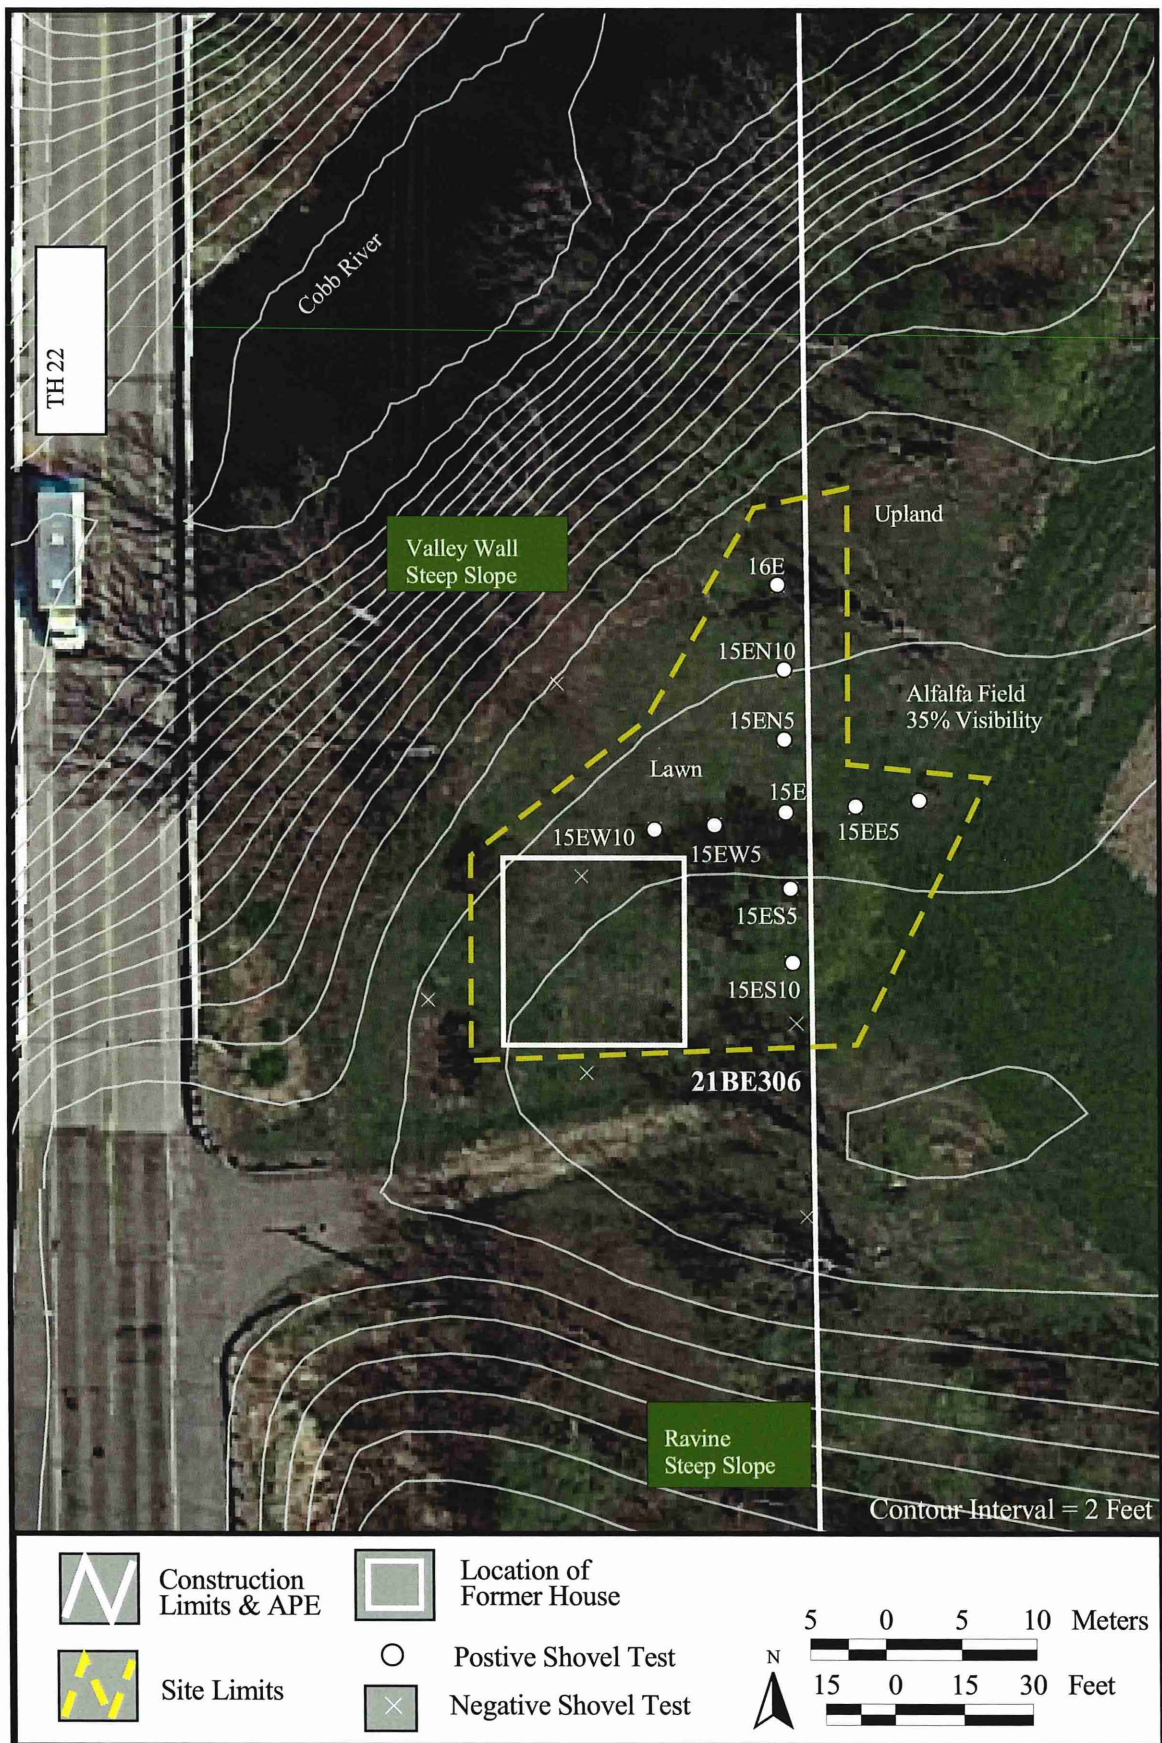 Cobb River
TH 22
Upland
Valley Wall
Steep Slope
16E
15EN10
Alfalfa Field
35% Visibility
15EN5
Lawn
15E
15EW10
15EE5
15EW5
15ES5
15ES10
21BE306
Ravine
Steep Slope
Contour Interval = 2 Feet
Construction
Limits & APE
Location of
Former House
5 0 5 10 Meters
Postive Shovel Test
N
15 0 15 30 Feet
Site Limits
Negative Shovel Test